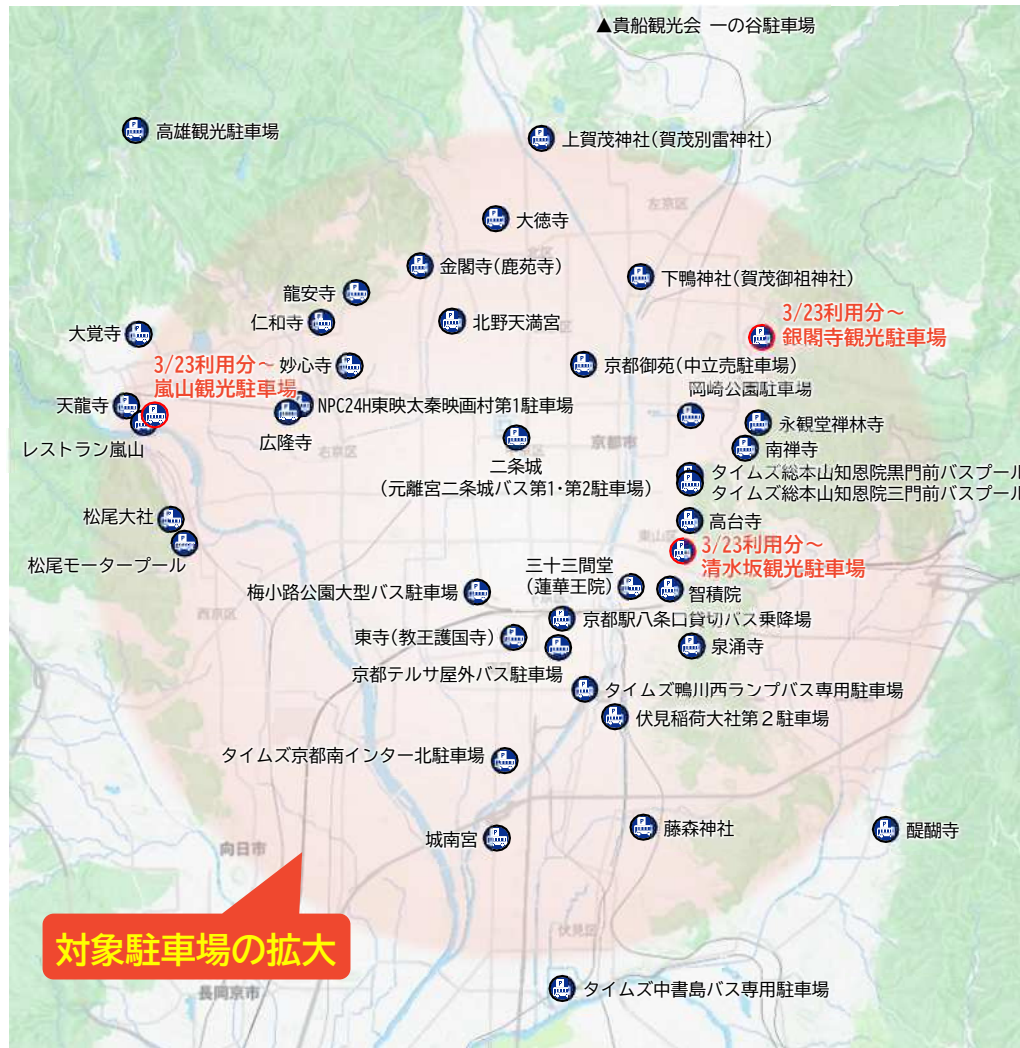 ▲貴船観光会 一の谷駐車場
高雄観光駐車場
上賀茂神社(賀茂別雷神社)
左京区
大徳寺
北区
金閣寺(鹿苑寺)
下鴨神社(賀茂御祖神社)
龍安寺
仁和寺
北野天満宮
3/23利用分～
銀閣寺観光駐車場
大覚寺
3/23利用分～
嵐山観光駐車場
妙心寺
京都御苑(中立売駐車場)
岡崎公園駐車場
天龍寺
NPC24H東映太秦映画村第1駐車場
レストラン嵐山
広隆寺
永観堂禅林寺
右京区
京都市
南禅寺
二条城
(元離宮二条城バス第1・第2駐車場)
タイムズ総本山知恩院黒門前バスプール
タイムズ総本山知恩院三門前バスプール
松尾大社
高台寺
東山区
松尾モータープール
3/23利用分～
清水坂観光駐車場
三十三間堂
(蓮華王院)
梅小路公園大型バス駐車場
智積院
西京区
京都駅八条口貸切バス乗降場
東寺(教王護国寺)
泉涌寺
京都テルサ屋外バス駐車場
タイムズ鴨川西ランプバス専用駐車場
伏見稲荷大社第２駐車場
タイムズ京都南インター北駐車場
城南宮
藤森神社
醍醐寺
向日市
対象駐車場の拡大
伏見区
長岡京市
タイムズ中書島バス専用駐車場